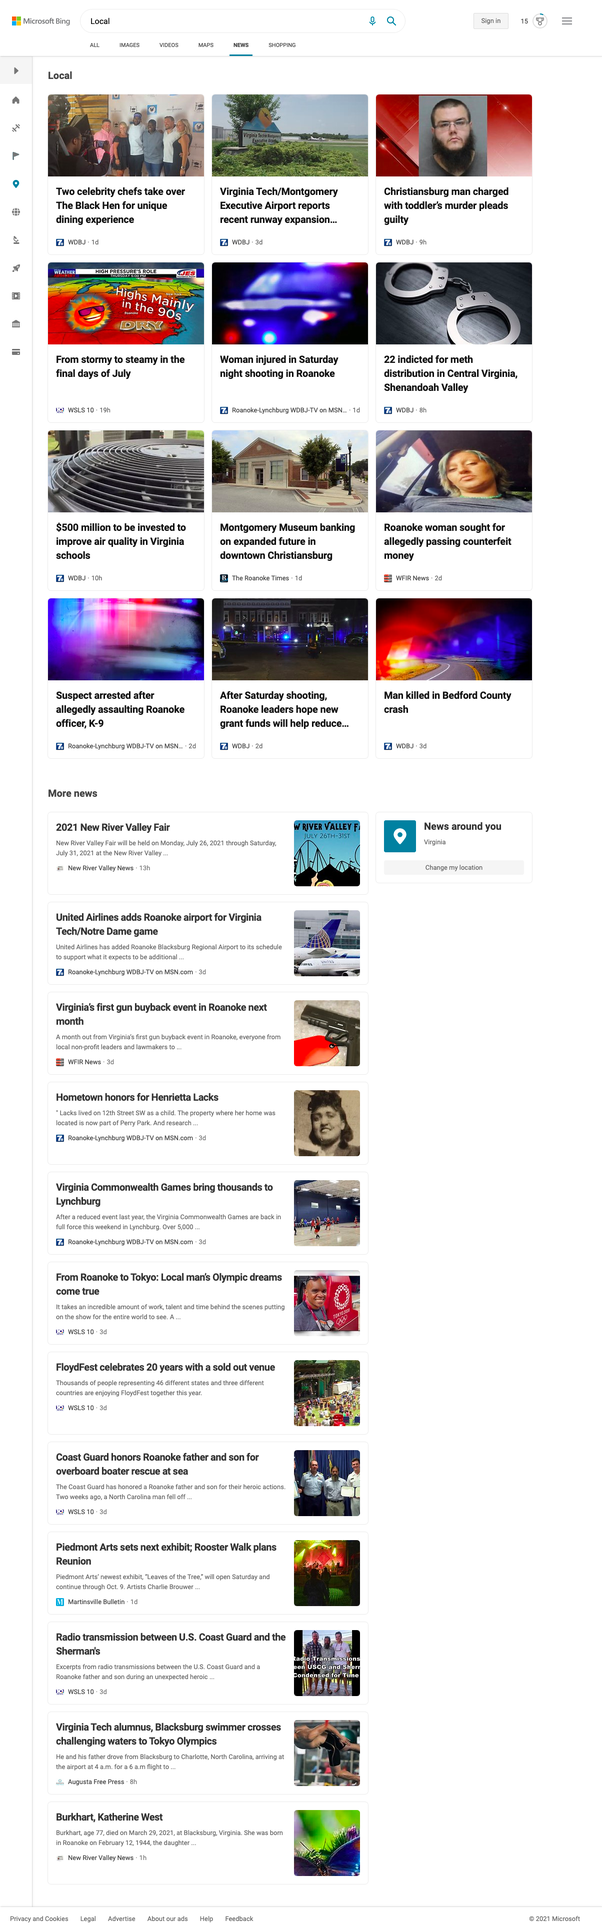 Microsoft Bing
Local
Sign in
15
ALL IMAGES VIDEOS MAPS NEWS SHOPPING
Local
Two celebrity chefs take over
The Black Hen for unique
dining experience
WDBJ · 1d
Virginia Tech/Montgomery
Executive Airport reports
recent runway expansion...
WDBJ · 3d
Christiansburg man charged
with toddler's murder pleads
guilty
WDBJ · 9h
WEATHER
HIGH PRESSURE'S ROLE
Highs Mainly
in the 90s
DRY
From stormy to steamy in the
final days of July
WSLS 10 · 19h
Woman injured in Saturday
night shooting in Roanoke
Roanoke-Lynchburg WDBJ-TV on MSN... · 1d
22 indicted for meth
distribution in Central Virginia,
Shenandoah Valley
WDBJ · 8h
$500 million to be invested to
improve air quality in Virginia
schools
WDBJ · 10h
Montgomery Museum banking
on expanded future in
downtown Christiansburg
The Roanoke Times · 1d
Roanoke woman sought for
allegedly passing counterfeit
money
WFIR News · 2d
Suspect arrested after
allegedly assaulting Roanoke
officer, K-9
Roanoke-Lynchburg WDBJ-TV on MSN... · 2d
After Saturday shooting,
Roanoke leaders hope new
grant funds will help reduce...
WDBJ · 2d
Man killed in Bedford County
crash
WDBJ · 3d
More news
2021 New River Valley Fair
New River Valley Fair will be held on Monday, July 26, 2021 through Saturday,
July 31, 2021 at the New River Valley ...
New River Valley News · 13h
W RIVER VALLEY F
JULY 26TH-31ST
News around you
Virginia
Change my location
United Airlines adds Roanoke airport for Virginia
Tech/Notre Dame game
United Airlines has added Roanoke Blacksburg Regional Airport to its schedule
to support what it expects to be additional ...
Roanoke-Lynchburg WDBJ-TV on MSN.com · 3d
Virginia's first gun buyback event in Roanoke next
month
A month out from Virginia's first gun buyback event in Roanoke, everyone from
local non-profit leaders and lawmakers to ...
WFIR News · 3d
Hometown honors for Henrietta Lacks
" Lacks lived on 12th Street SW as a child. The property where her home was
located is now part of Perry Park. And research ...
Roanoke-Lynchburg WDBJ-TV on MSN.com · 3d
Virginia Commonwealth Games bring thousands to
Lynchburg
After a reduced event last year, the Virginia Commonwealth Games are back in
full force this weekend in Lynchburg. Over 5,000 ...
Roanoke-Lynchburg WDBJ-TV on MSN.com · 3d
From Roanoke to Tokyo: Local man's Olympic dreams
come true
It takes an incredible amount of work, talent and time behind the scenes putting
on the show for the entire world to see. A ...
WSLS 10 · 3d
FloydFest celebrates 20 years with a sold out venue
Thousands of people representing 46 different states and three different
countries are enjoying FloydFest together this year.
WSLS 10 · 3d
Coast Guard honors Roanoke father and son for
overboard boater rescue at sea
The Coast Guard has honored a Roanoke father and son for their heroic actions.
Two weeks ago, a North Carolina man fell off ...
WSLS 10 · 3d
Piedmont Arts sets next exhibit; Rooster Walk plans
Reunion
Piedmont Arts' newest exhibit, "Leaves of the Tree," will open Saturday and
continue through Oct. 9. Artists Charlie Brouwer ...
Martinsville Bulletin · 1d
Radio transmission between U.S. Coast Guard and the
Sherman's
Excerpts from radio transmissions between the U.S. Coast Guard and a
Roanoke father and son during an unexpected heroic ...
WSLS 10 · 3d
adio Transmissions
een USCG and Sher
Condensed for Time
Virginia Tech alumnus, Blacksburg swimmer crosses
challenging waters to Tokyo Olympics
He and his father drove from Blacksburg to Charlotte, North Carolina, arriving at
the airport at 4 a.m. for a 6 a.m flight to ...
Augusta Free Press · 8h
Burkhart, Katherine West
Burkhart, age 77, died on March 29, 2021, at Blacksburg, Virginia. She was born
in Roanoke on February 12, 1944, the daughter ...
New River Valley News · 1h
Privacy and Cookies Legal Advertise About our ads Help Feedback
© 2021 Microsoft